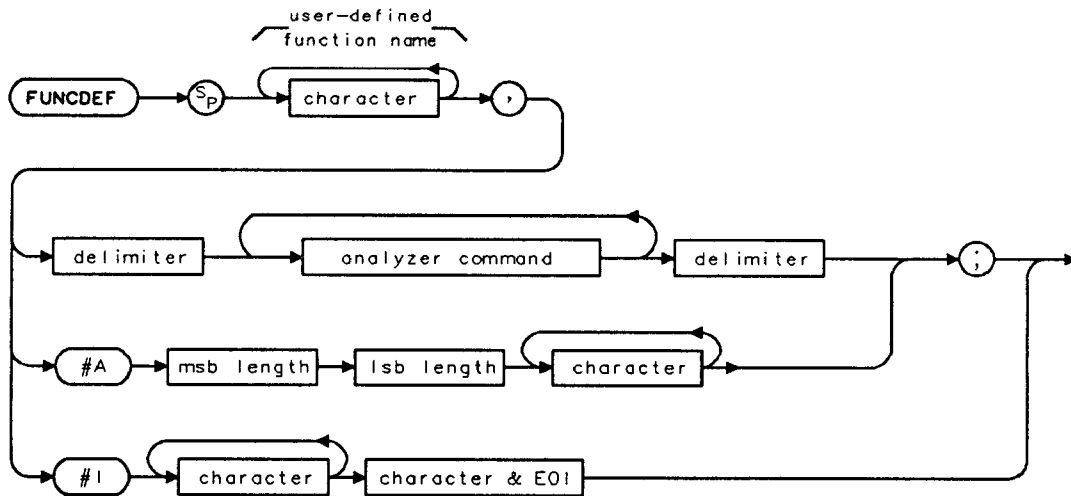 user-defined
function name
FUNCDEF SP character ,
delimiter analyzer command delimiter ;
#A msb length lsb length character
#I character character & EOI